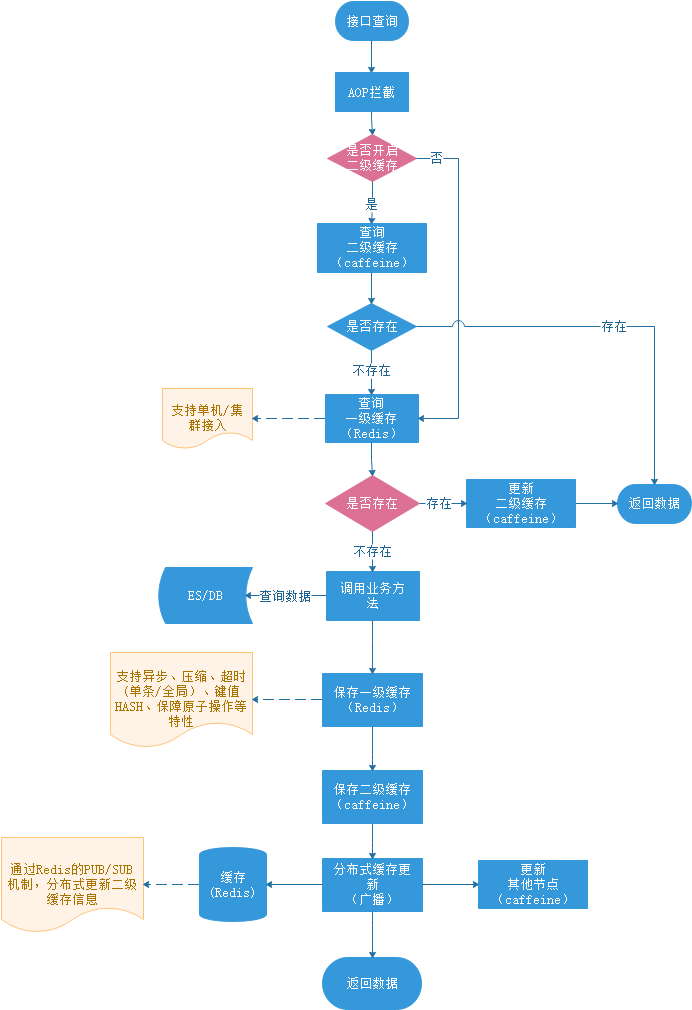 接口查询
AOP拦截
是否开启
二级缓存
否
是
查询
二级缓存
（caffeine）
是否存在
存在
不存在
查询
一级缓存
（Redis）
支持单机/集
群接入
是否存在
存在
更新
二级缓存
（caffeine）
返回数据
不存在
调用业务方
法
查询数据
ES/DB
支持异步、压缩、超时
（单条/全局）、键值
HASH、保障原子操作等
特性
保存一级缓存
（Redis）
保存二级缓存
（caffeine）
通过Redis的PUB/SUB
机制，分布式更新二级
缓存信息
缓存
(Redis)
分布式缓存更
新
（广播）
更新
其他节点
（caffeine）
返回数据